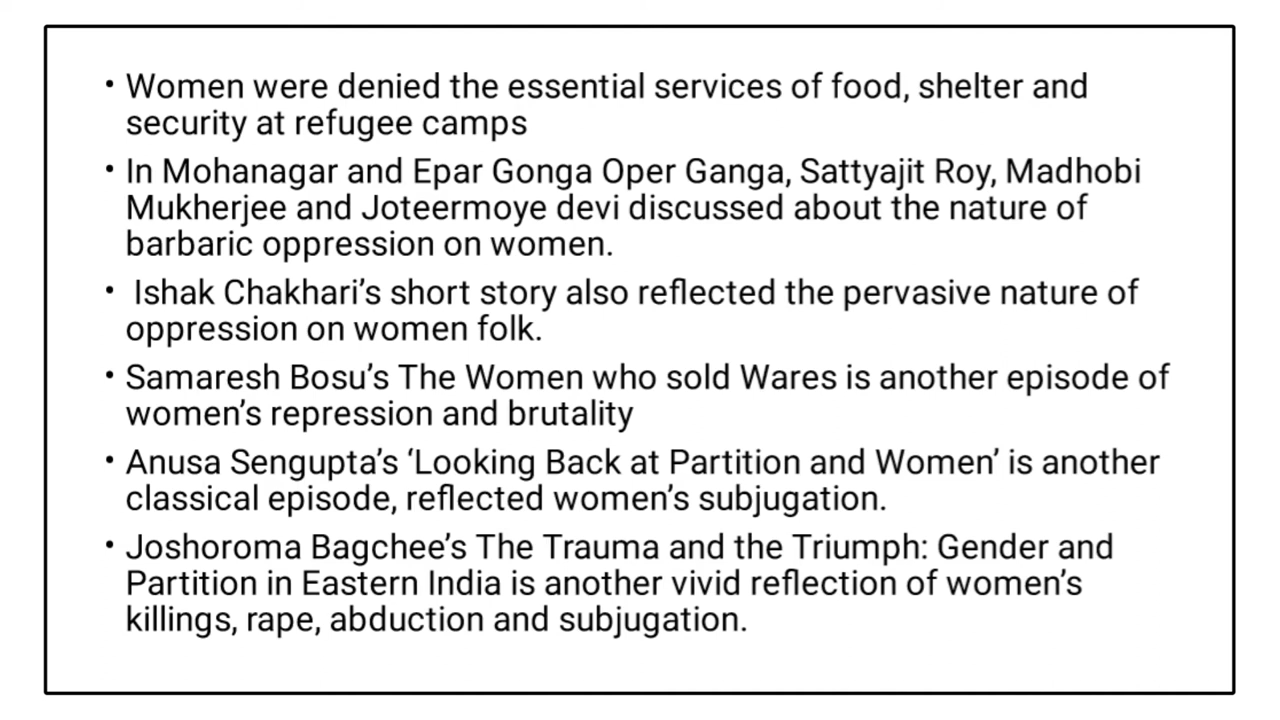 • Women were denied the essential services of food, shelter and
security at refugee camps
• In Mohanagar and Epar Gonga Oper Ganga, Sattyajit Roy, Madhobi
Mukherjee and Joteermoye devi discussed about the nature of
barbaric oppression on women.
• Ishak Chakhari’s short story also reflected the pervasive nature of
oppression on women folk.
• Samaresh Bosu’s The Women who sold Wares is another episode of
women’s repression and brutality
• Anusa Sengupta’s ‘Looking Back at Partition and Women’ is another
classical episode, reflected women’s subjugation.
• Joshoroma Bagchee’s The Trauma and the Triumph: Gender and
Partition in Eastern India is another vivid reflection of women’s
killings, rape, abduction and subjugation.